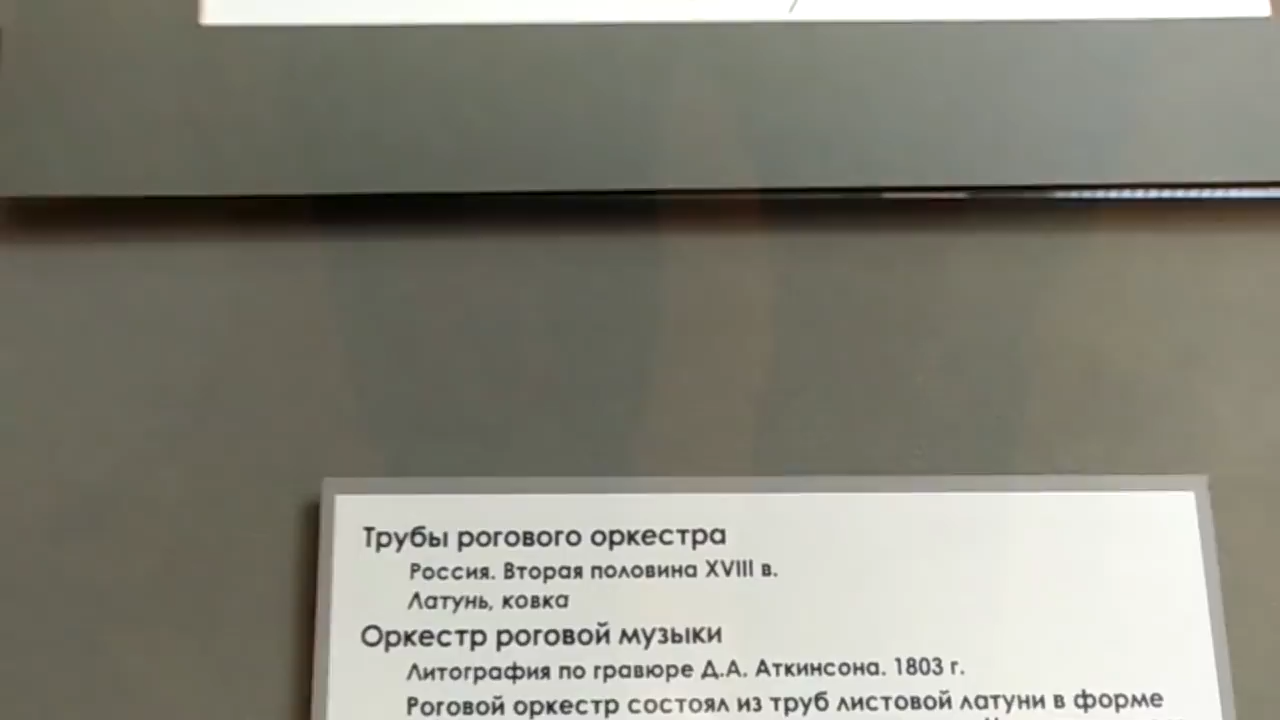 Трубы рогового оркестра
Россия. Вторая половина XVIII в.
Латунь, ковка
Оркестр роговой музыки
Литография по гравюре Д.А. Аткинсона. 1803 г.
Роговой оркестр состоял из труб листовой латуни в форме